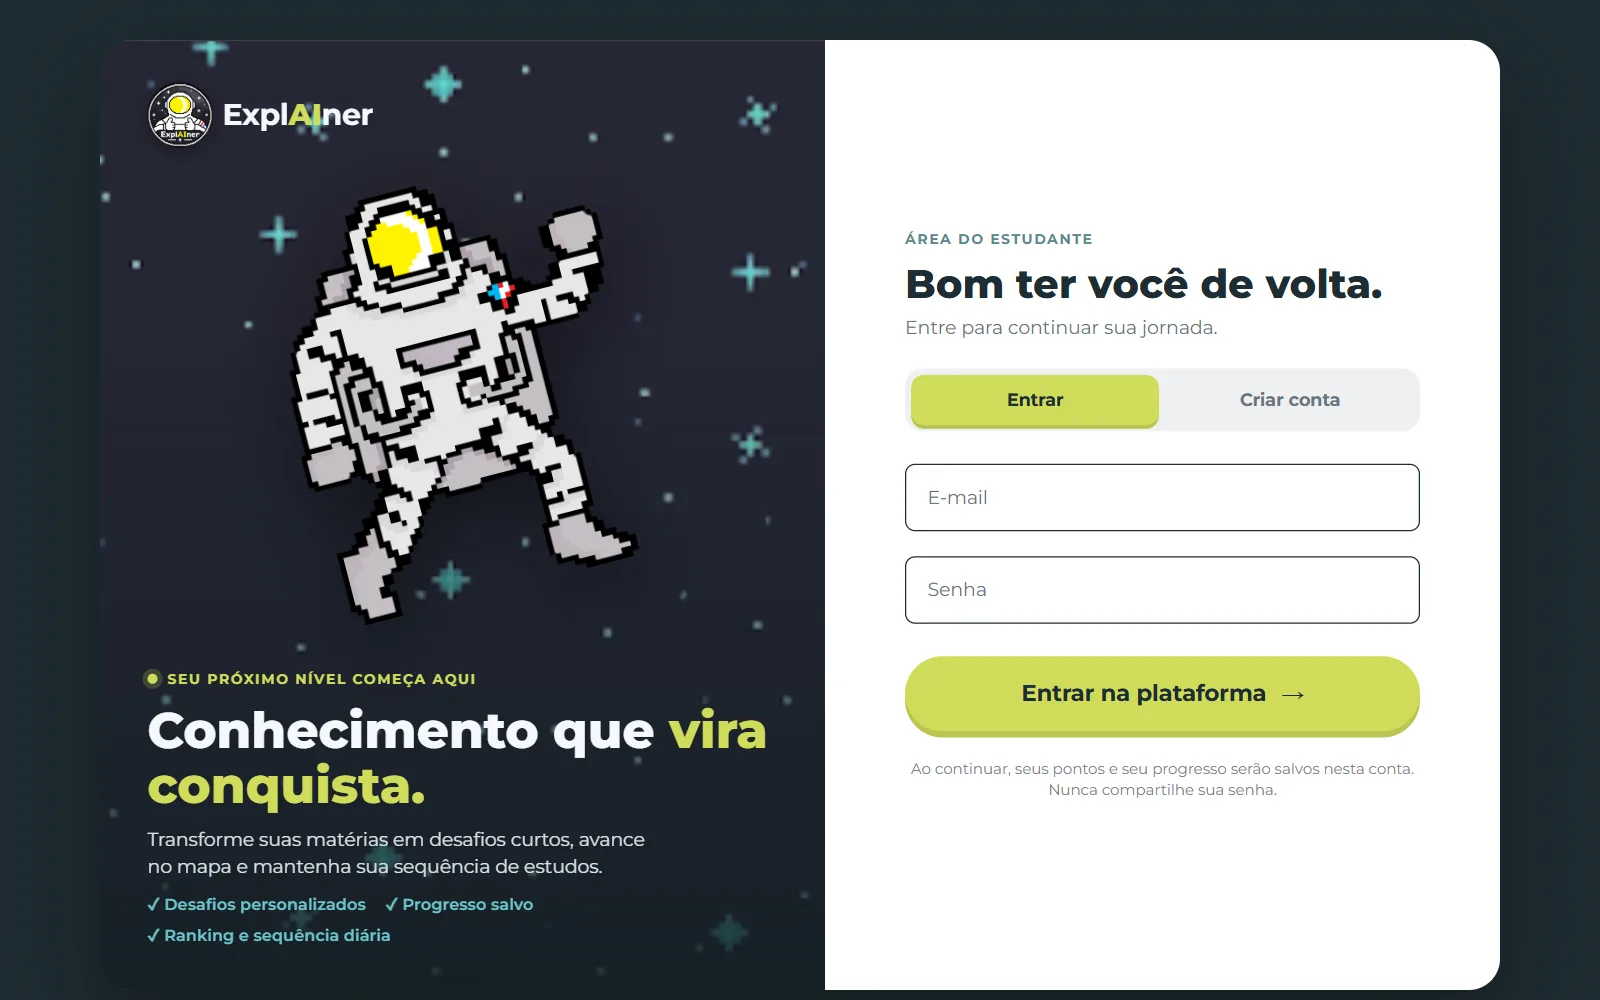 ExplAIner
ExplAIner
SEU PRÓXIMO NÍVEL COMEÇA AQUI
Conhecimento que vira
conquista.
Transforme suas matérias em desafios curtos, avance
no mapa e mantenha sua sequência de estudos.
✓ Desafios personalizados ✓ Progresso salvo
✓ Ranking e sequência diária
ÁREA DO ESTUDANTE
Bom ter você de volta.
Entre para continuar sua jornada.
Entrar Criar conta
E-mail
Senha
Entrar na plataforma →
Ao continuar, seus pontos e seu progresso serão salvos nesta conta.
Nunca compartilhe sua senha.